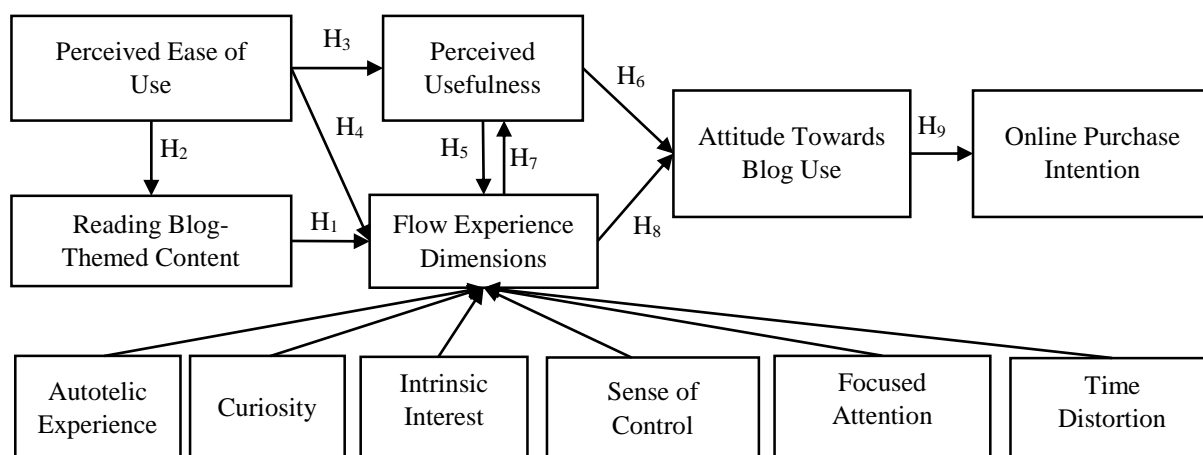 Perceived Ease of
Use
H₃
Perceived
Usefulness
H₆
H₂
H₄
H₅
H₇
Attitude Towards
Blog Use
H₉
Online Purchase
Intention
Reading Blog-
Themed Content
H₁
Flow Experience
Dimensions
H₈
Autotelic
Experience
Curiosity
Intrinsic
Interest
Sense of
Control
Focused
Attention
Time
Distortion